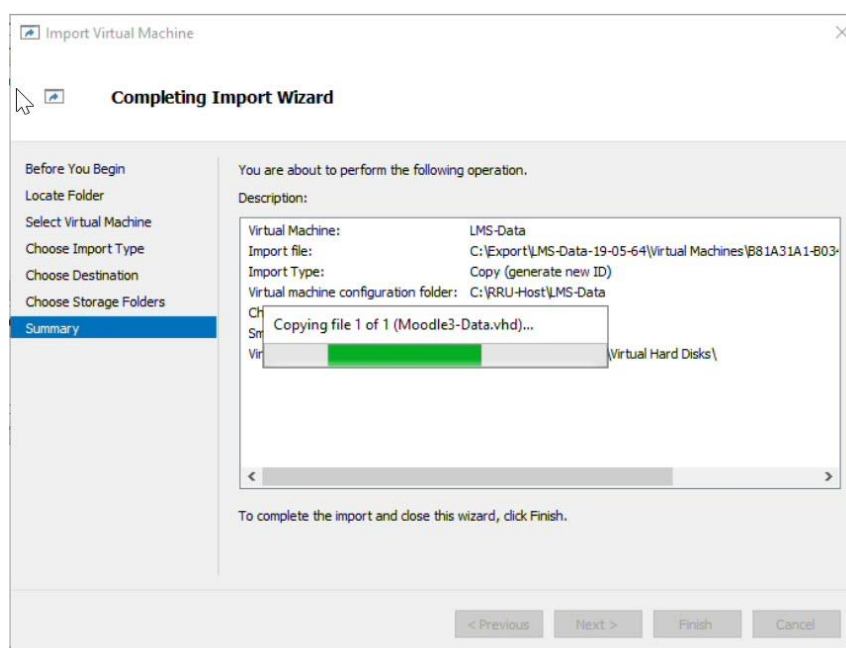 Import Virtual Machine
Completing Import Wizard
Before You Begin
Locate Folder
Select Virtual Machine
Choose Import Type
Choose Destination
Choose Storage Folders
Summary
You are about to perform the following operation.
Description:
Virtual Machine: LMS-Data
Import file: C:\Export\LMS-Data-19-05-64\Virtual Machines\B81A31A1-B034
Import Type: Copy (generate new ID)
Virtual machine configuration folder: C:\RRU-Host\LMS-Data
Copying file 1 of 1 (Moodle3-Data.vhd)...
\Virtual Hard Disks\
To complete the import and close this wizard, click Finish.
< Previous Next > Finish Cancel